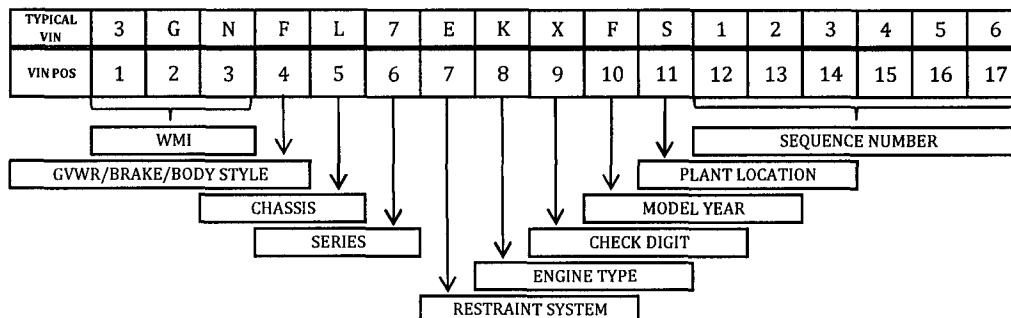 TYPICAL VIN 3 G N F L 7 E K X F S 1 2 3 4 5 6
VIN POS 1 2 3 4 5 6 7 8 9 10 11 12 13 14 15 16 17
WMI SEQUENCE NUMBER
GVWR/BRAKE/BODY STYLE PLANT LOCATION
CHASSIS MODEL YEAR
SERIES CHECK DIGIT
ENGINE TYPE
RESTRAINT SYSTEM